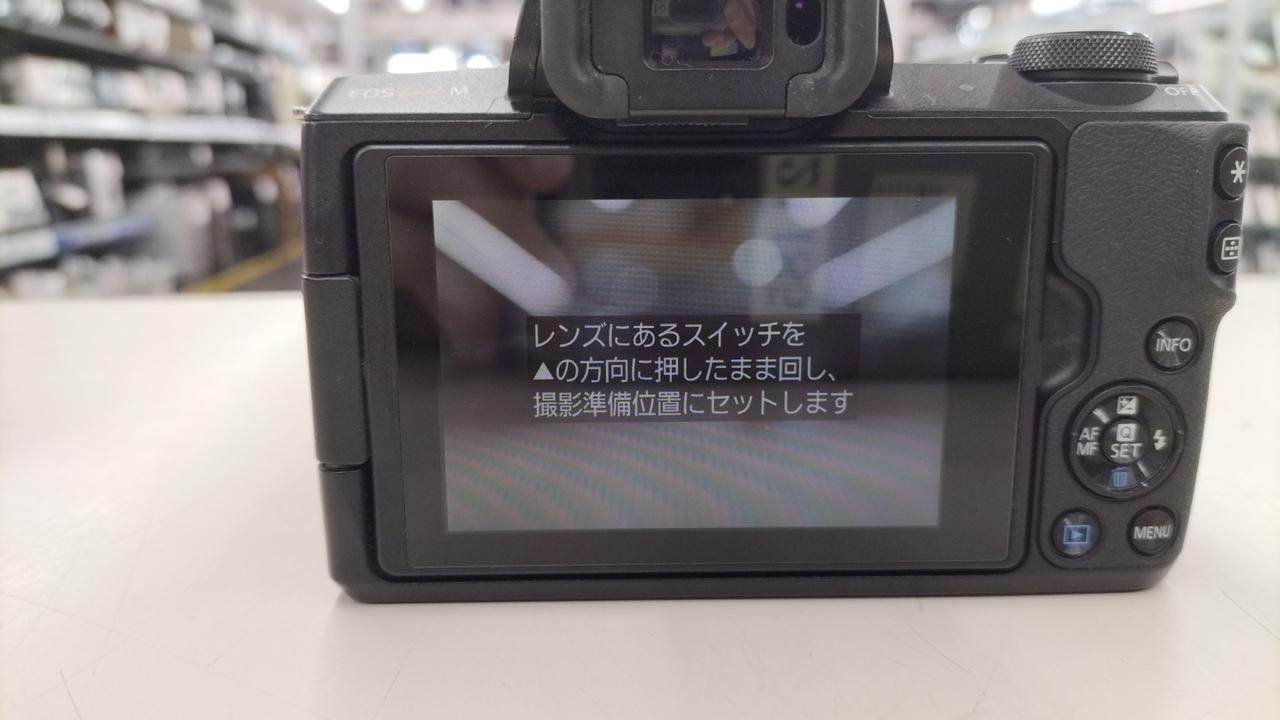 EOS Kiss M
OFF
レンズにあるスイッチを
▲の方向に押したまま回し、
撮影準備位置にセットします
INFO
AF
MF
Q
SET
MENU